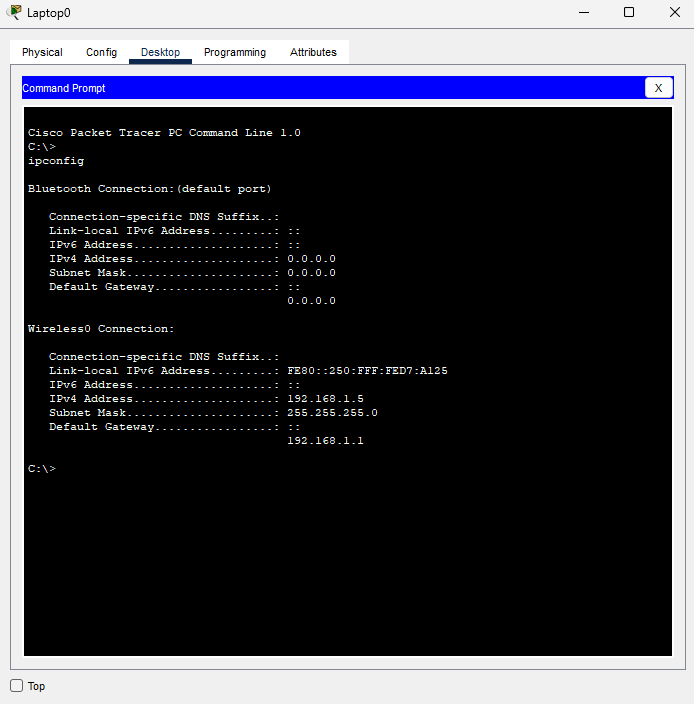 Laptop0
Physical Config Desktop Programming Attributes
Command Prompt X
Cisco Packet Tracer PC Command Line 1.0
C:\>
ipconfig
Bluetooth Connection:(default port)
Connection-specific DNS Suffix..:
Link-local IPv6 Address.........: ::
IPv6 Address....................: ::
IPv4 Address....................: 0.0.0.0
Subnet Mask.....................: 0.0.0.0
Default Gateway.................: ::
0.0.0.0
Wireless0 Connection:
Connection-specific DNS Suffix..:
Link-local IPv6 Address.........: FE80::250:FFF:FED7:A125
IPv6 Address....................: ::
IPv4 Address....................: 192.168.1.5
Subnet Mask.....................: 255.255.255.0
Default Gateway.................: ::
192.168.1.1
C:\>
Top